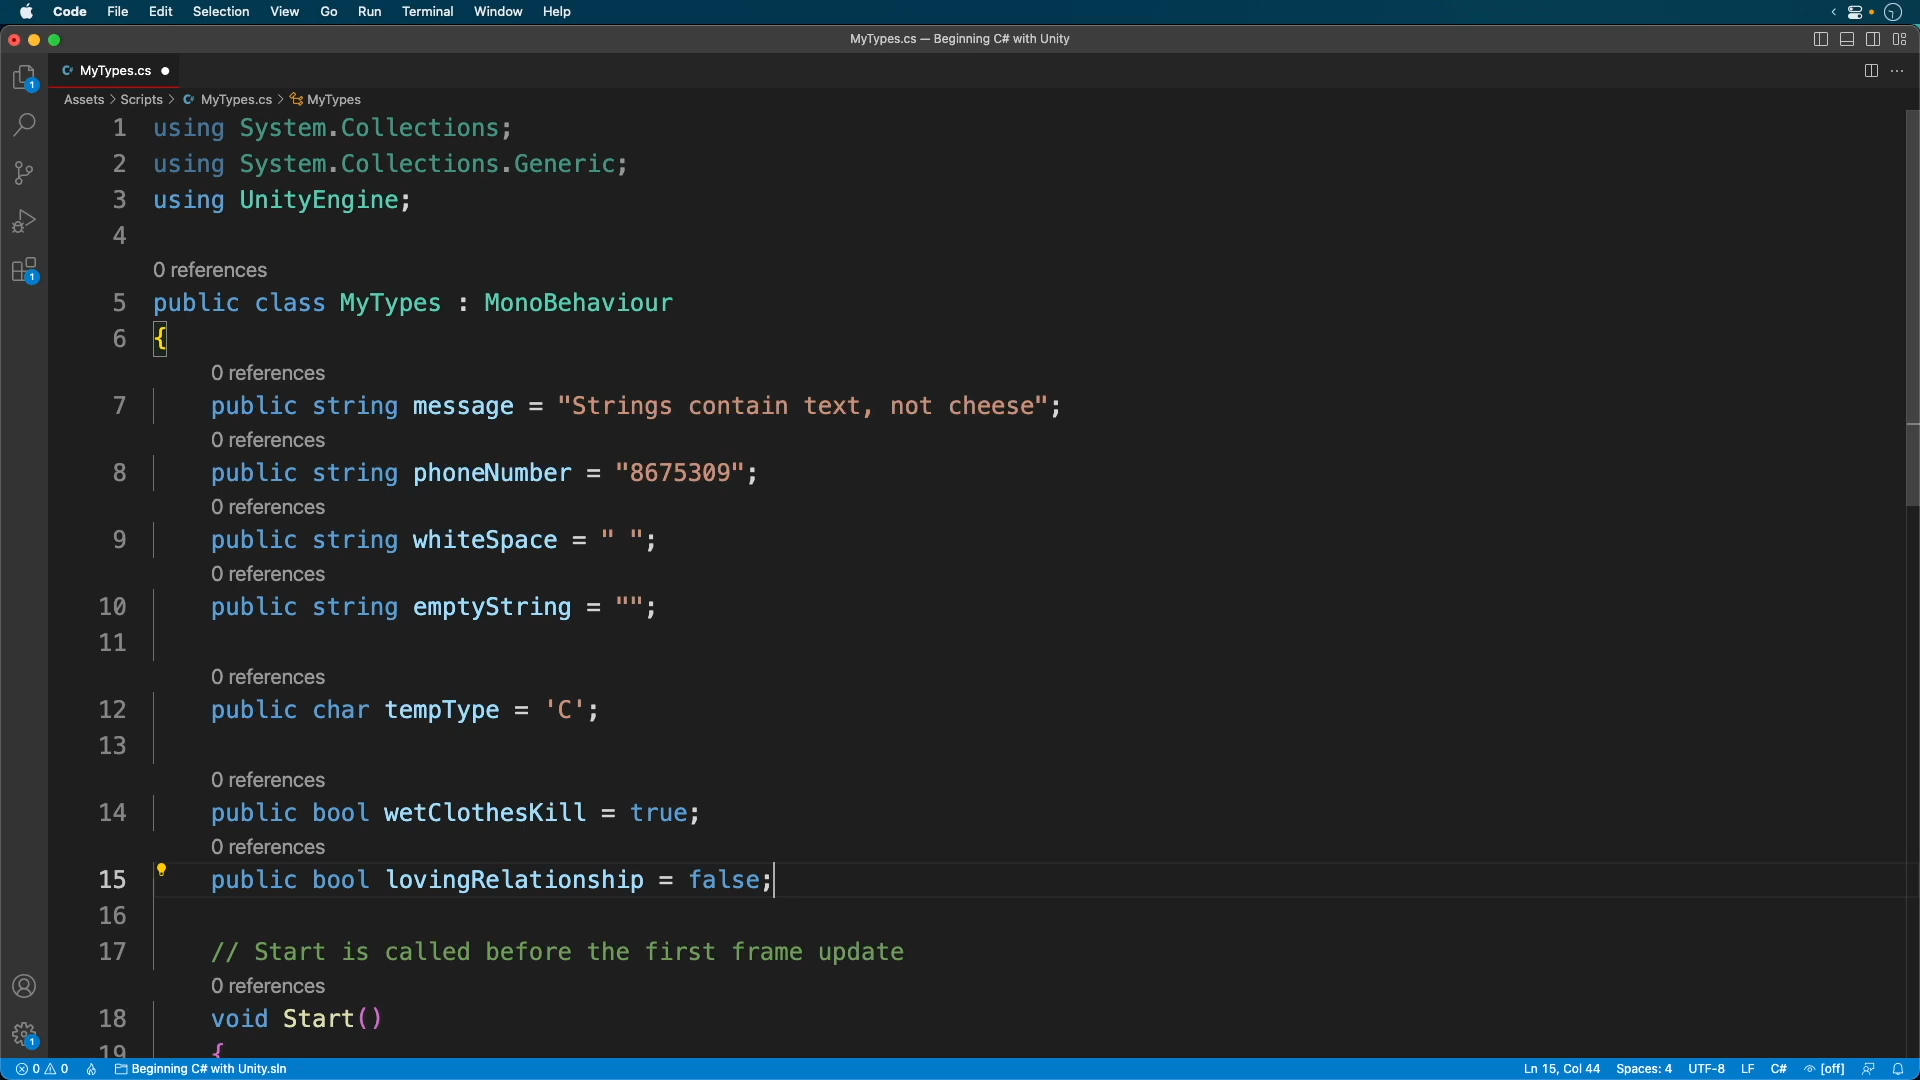 Code File Edit Selection View Go Run Terminal Window Help
MyTypes.cs — Beginning C# with Unity
MyTypes.cs
Assets > Scripts > MyTypes.cs > MyTypes
1 using System.Collections;
2 using System.Collections.Generic;
3 using UnityEngine;
4
0 references
5 public class MyTypes : MonoBehaviour
6 {
0 references
7 public string message = "Strings contain text, not cheese";
0 references
8 public string phoneNumber = "8675309";
0 references
9 public string whiteSpace = " ";
0 references
10 public string emptyString = "";
11
0 references
12 public char tempType = 'C';
13
0 references
14 public bool wetClothesKill = true;
0 references
15 public bool lovingRelationship = false;
16
17 // Start is called before the first frame update
0 references
18 void Start()
19 {
0 0 Beginning C# with Unity.sln Ln 15, Col 44 Spaces: 4 UTF-8 LF C# [off]
1
1
1